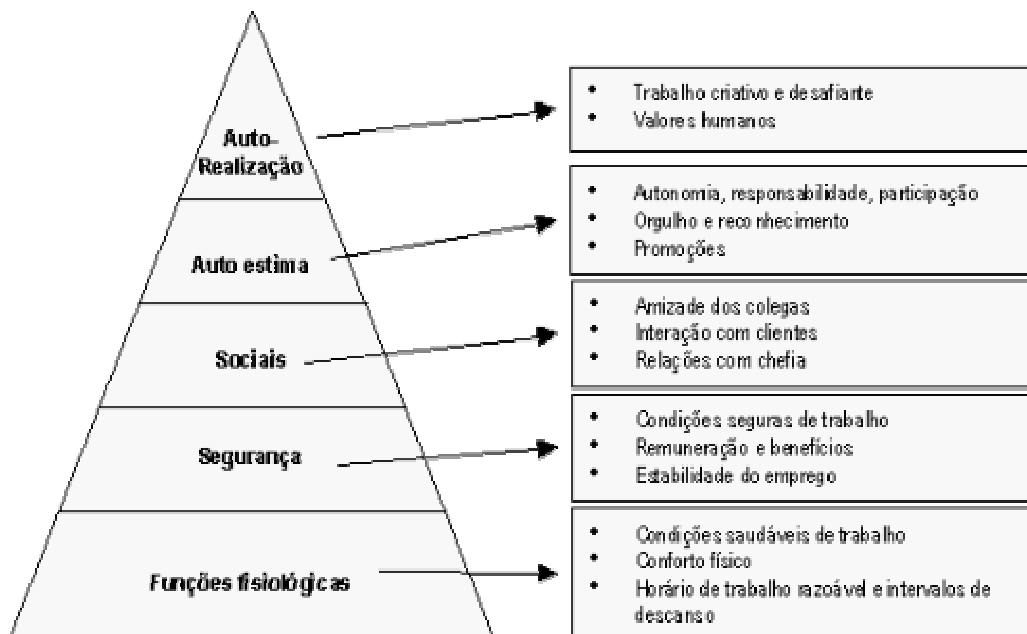 Auto-
Realização
• Trabalho criativo e desafiante
• Valores humanos
Auto estima
• Autonomia, responsabilidade, participação
• Orgulho e reconhecimento
• Promoções
Sociais
• Amizade dos colegas
• Interação com clientes
• Relações com chefia
Segurança
• Condições seguras de trabalho
• Remuneração e benefícios
• Estabilidade do emprego
Funções fisiológicas
• Condições saudáveis de trabalho
• Conforto físico
• Horário de trabalho razoável e intervalos de
descanso